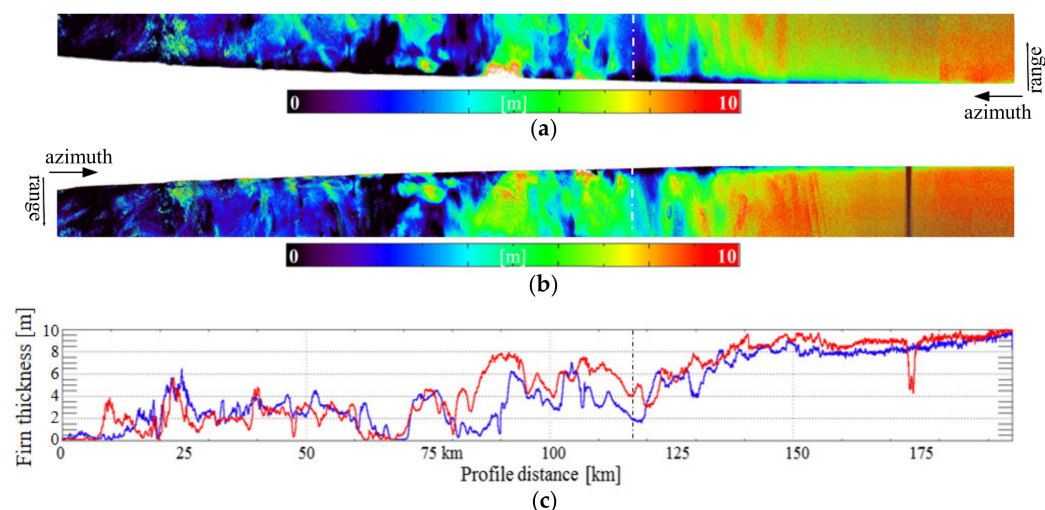 range
azimuth
0 [m] 10
(a)
azimuth
range
0 [m] 10
(b)
Firn thickness [m]
10
8
6
4
2
0
0 25 75 km 100 125 150 175
Profile distance [km]
(c)